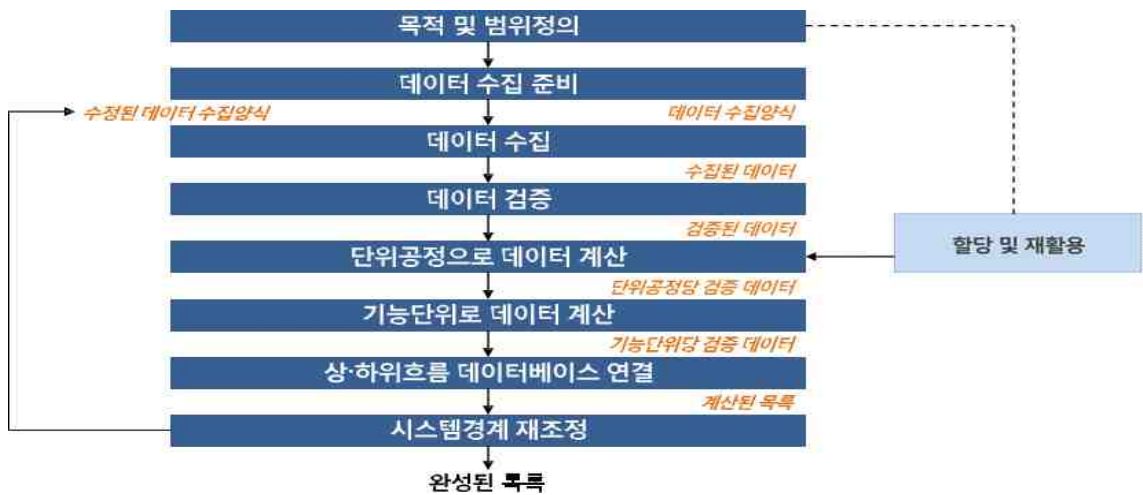 목적 및 범위정의
데이터 수집 준비
수정된 데이터 수집양식
데이터 수집양식
데이터 수집
수집된 데이터
데이터 검증
검증된 데이터
할당 및 재활용
단위공정으로 데이터 계산
단위공정당 검증 데이터
기능단위로 데이터 계산
기능단위당 검증 데이터
상·하위흐름 데이터베이스 연결
계산된 목록
시스템경계 재조정
완성된 목록